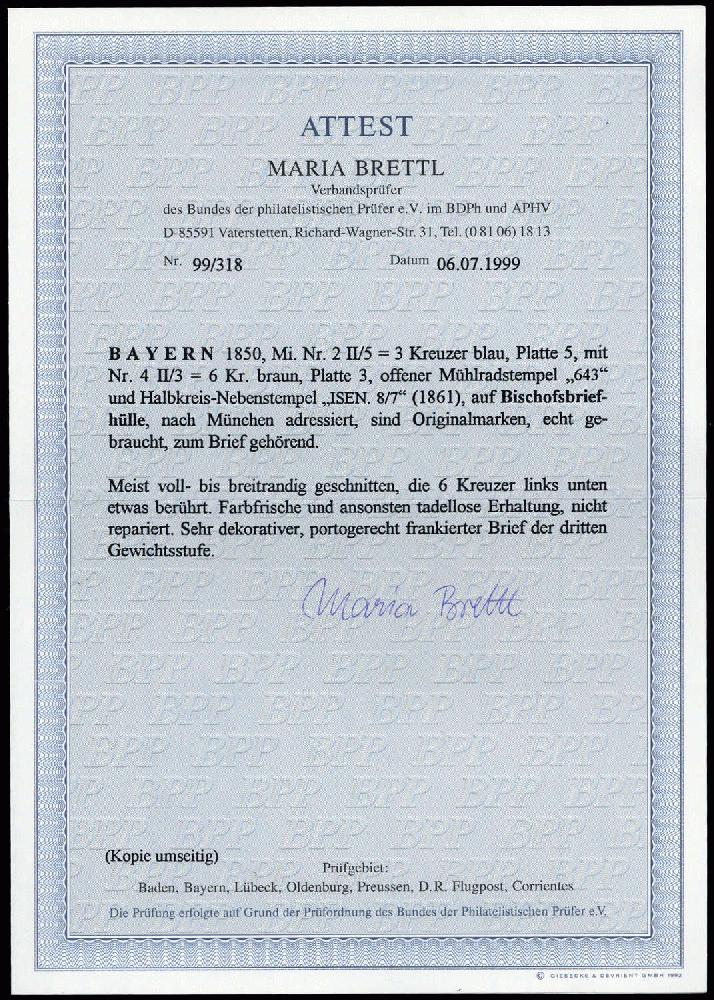 ATTEST
MARIA BRETTL
Verbandsprüfer
des Bundes der philatelistischen Prüfer e.V. im BDPh und APHV
D-85591 Vaterstetten, Richard-Wagner-Str. 31, Tel. (0 81 06) 18 13
Nr. 99/318 Datum 06.07.1999
BAYERN 1850, Mi. Nr. 2 II/5 = 3 Kreuzer blau, Platte 5, mit
Nr. 4 II/3 = 6 Kr. braun, Platte 3, offener Mühlradstempel „643“
und Halbkreis-Nebenstempel „ISEN. 8/7“ (1861), auf Bischofsbrief-
hülle, nach München adressiert, sind Originalmarken, echt ge-
braucht, zum Brief gehörend.
Meist voll- bis breitrandig geschnitten, die 6 Kreuzer links unten
etwas berührt. Farbfrische und ansonsten tadellose Erhaltung, nicht
repariert. Sehr dekorativer, portogerecht frankierter Brief der dritten
Gewichtsstufe.
Maria Brettl
(Kopie umseitig)
Prüfgebiet:
Baden, Bayern, Lübeck, Oldenburg, Preussen, D.R. Flugpost, Corrientes
Die Prüfung erfolgte auf Grund der Prüfordnung des Bundes der Philatelistischen Prüfer e.V.
© GIESECKE & DEVRIENT GMBH 1992